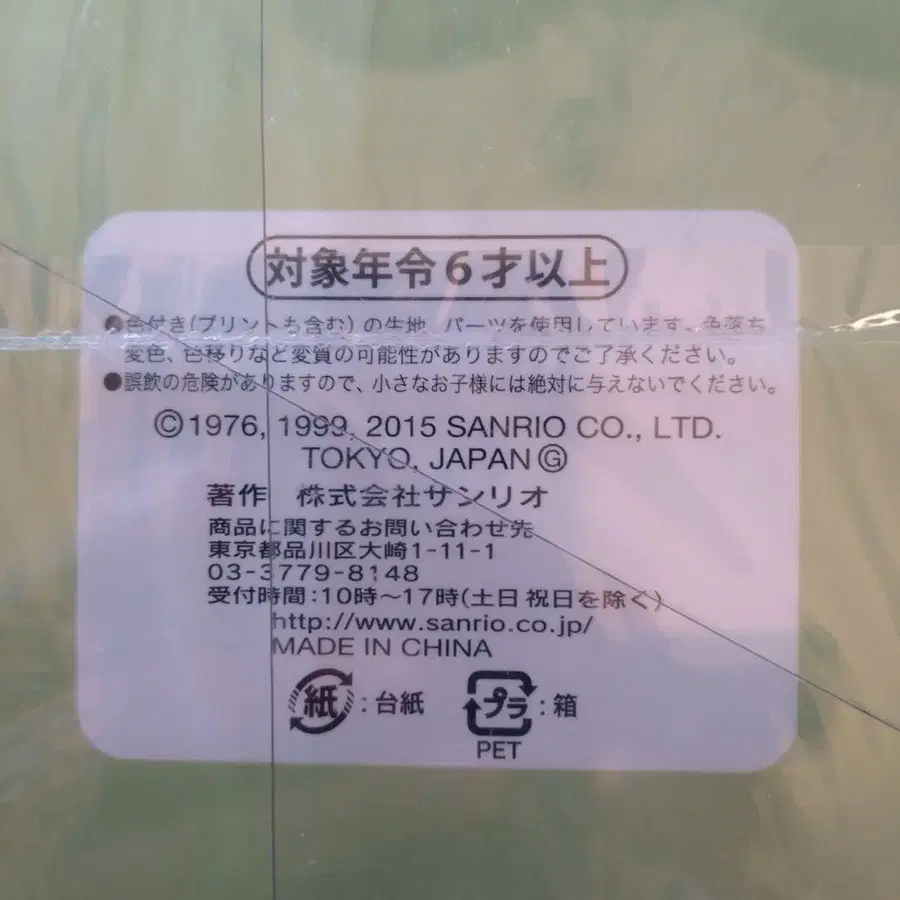 対象年令6才以上
●色付き(プリントも含む)の生地、パーツを使用しています。色落ち
変色、色移りなど変質の可能性がありますのでご了承ください。
●誤飲の危険がありますので、小さなお子様には絶対に与えないでください。
©1976, 1999, 2015 SANRIO CO., LTD.
TOKYO, JAPAN Ⓖ
著作 株式会社サンリオ
商品に関するお問い合わせ先
東京都品川区大崎1-11-1
03-3779-8148
受付時間:10時〜17時(土日祝日を除く)
http://www.sanrio.co.jp/
MADE IN CHINA
紙:台紙 プラ:箱
PET